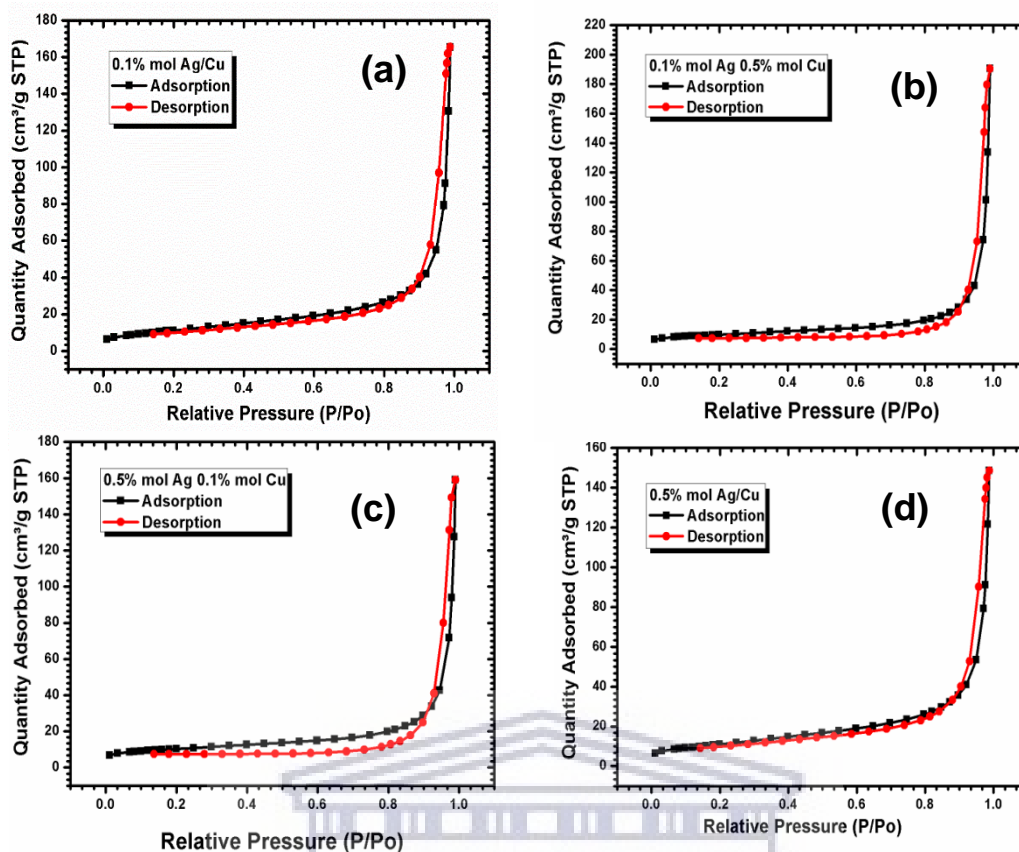 (a)
0.1% mol Ag/Cu
Adsorption
Desorption
Quantity Adsorbed (cm³/g STP)
180
160
140
120
100
80
60
40
20
0
0.0 0.2 0.4 0.6 0.8 1.0
Relative Pressure (P/Po)
(b)
0.1% mol Ag 0.5% mol Cu
Adsorption
Desorption
Quantity Adsorbed (cm³/g STP)
220
200
180
160
140
120
100
80
60
40
20
0
0.0 0.2 0.4 0.6 0.8 1.0
Relative Pressure (P/Po)
(c)
0.5% mol Ag 0.1% mol Cu
Adsorption
Desorption
Quantity Adsorbed (cm³/g STP)
180
160
140
120
100
80
60
40
20
0
0.0 0.2 0.4 0.6 0.8 1.0
Relative Pressure (P/Po)
(d)
0.5% mol Ag/Cu
Adsorption
Desorption
Quantity Adsorbed (cm³/g STP)
160
140
120
100
80
60
40
20
0
0.0 0.2 0.4 0.6 0.8 1.0
Relative Pressure (P/Po)